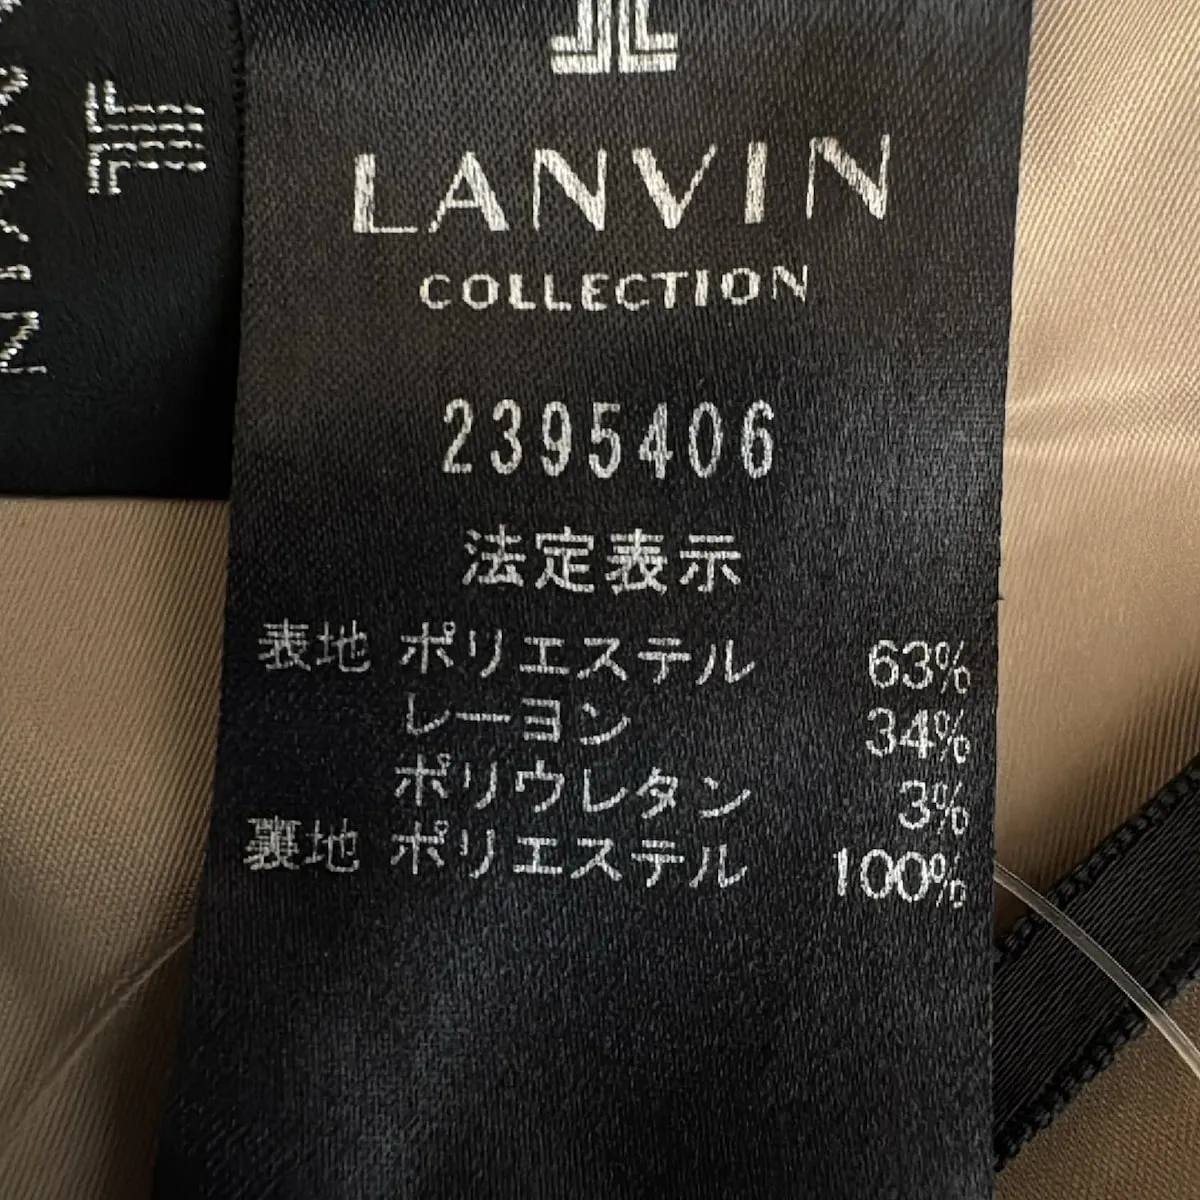 LANVIN
LANVIN
COLLECTION
2395406
法定表示
表地 ポリエステル 63%
レーヨン 34%
ポリウレタン 3%
裏地 ポリエステル 100%